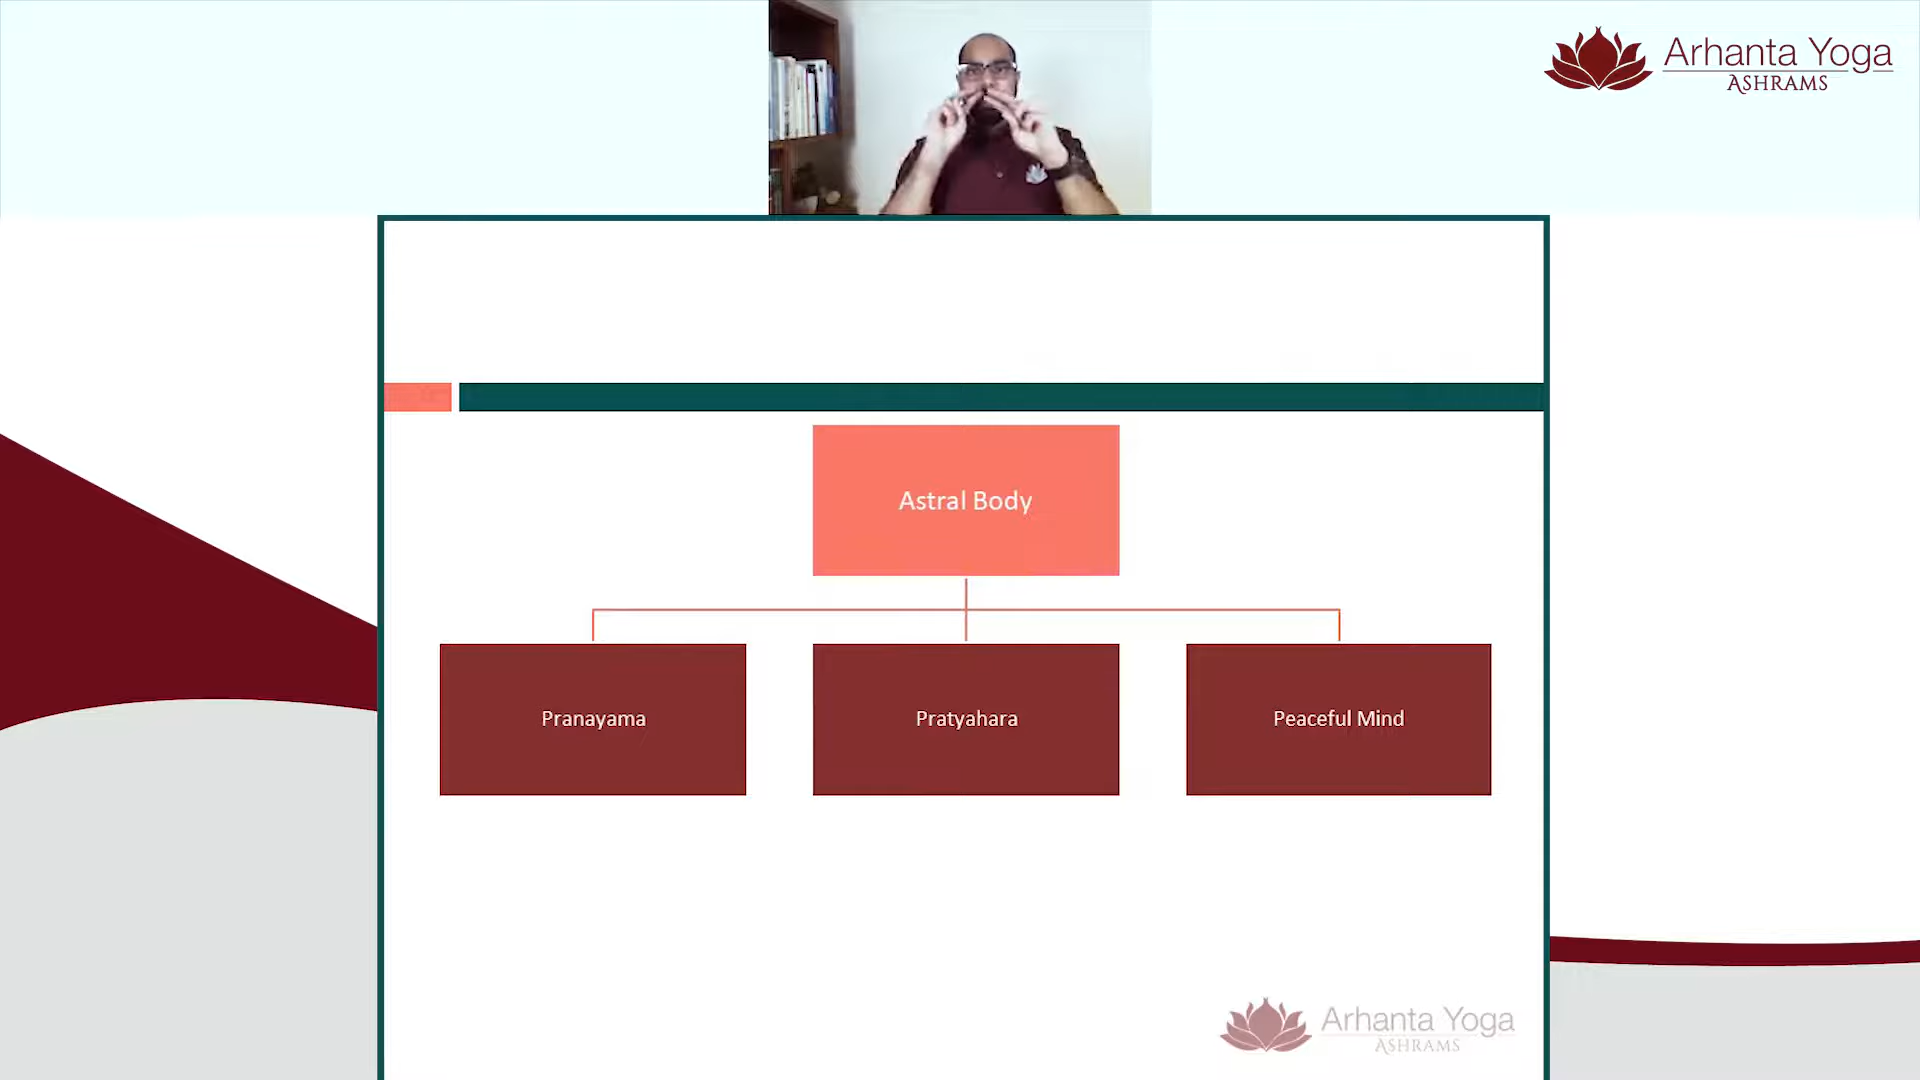 Arhanta Yoga
ASHRAMS
Astral Body
Pranayama
Pratyahara
Peaceful Mind
Arhanta Yoga
ASHRAMS